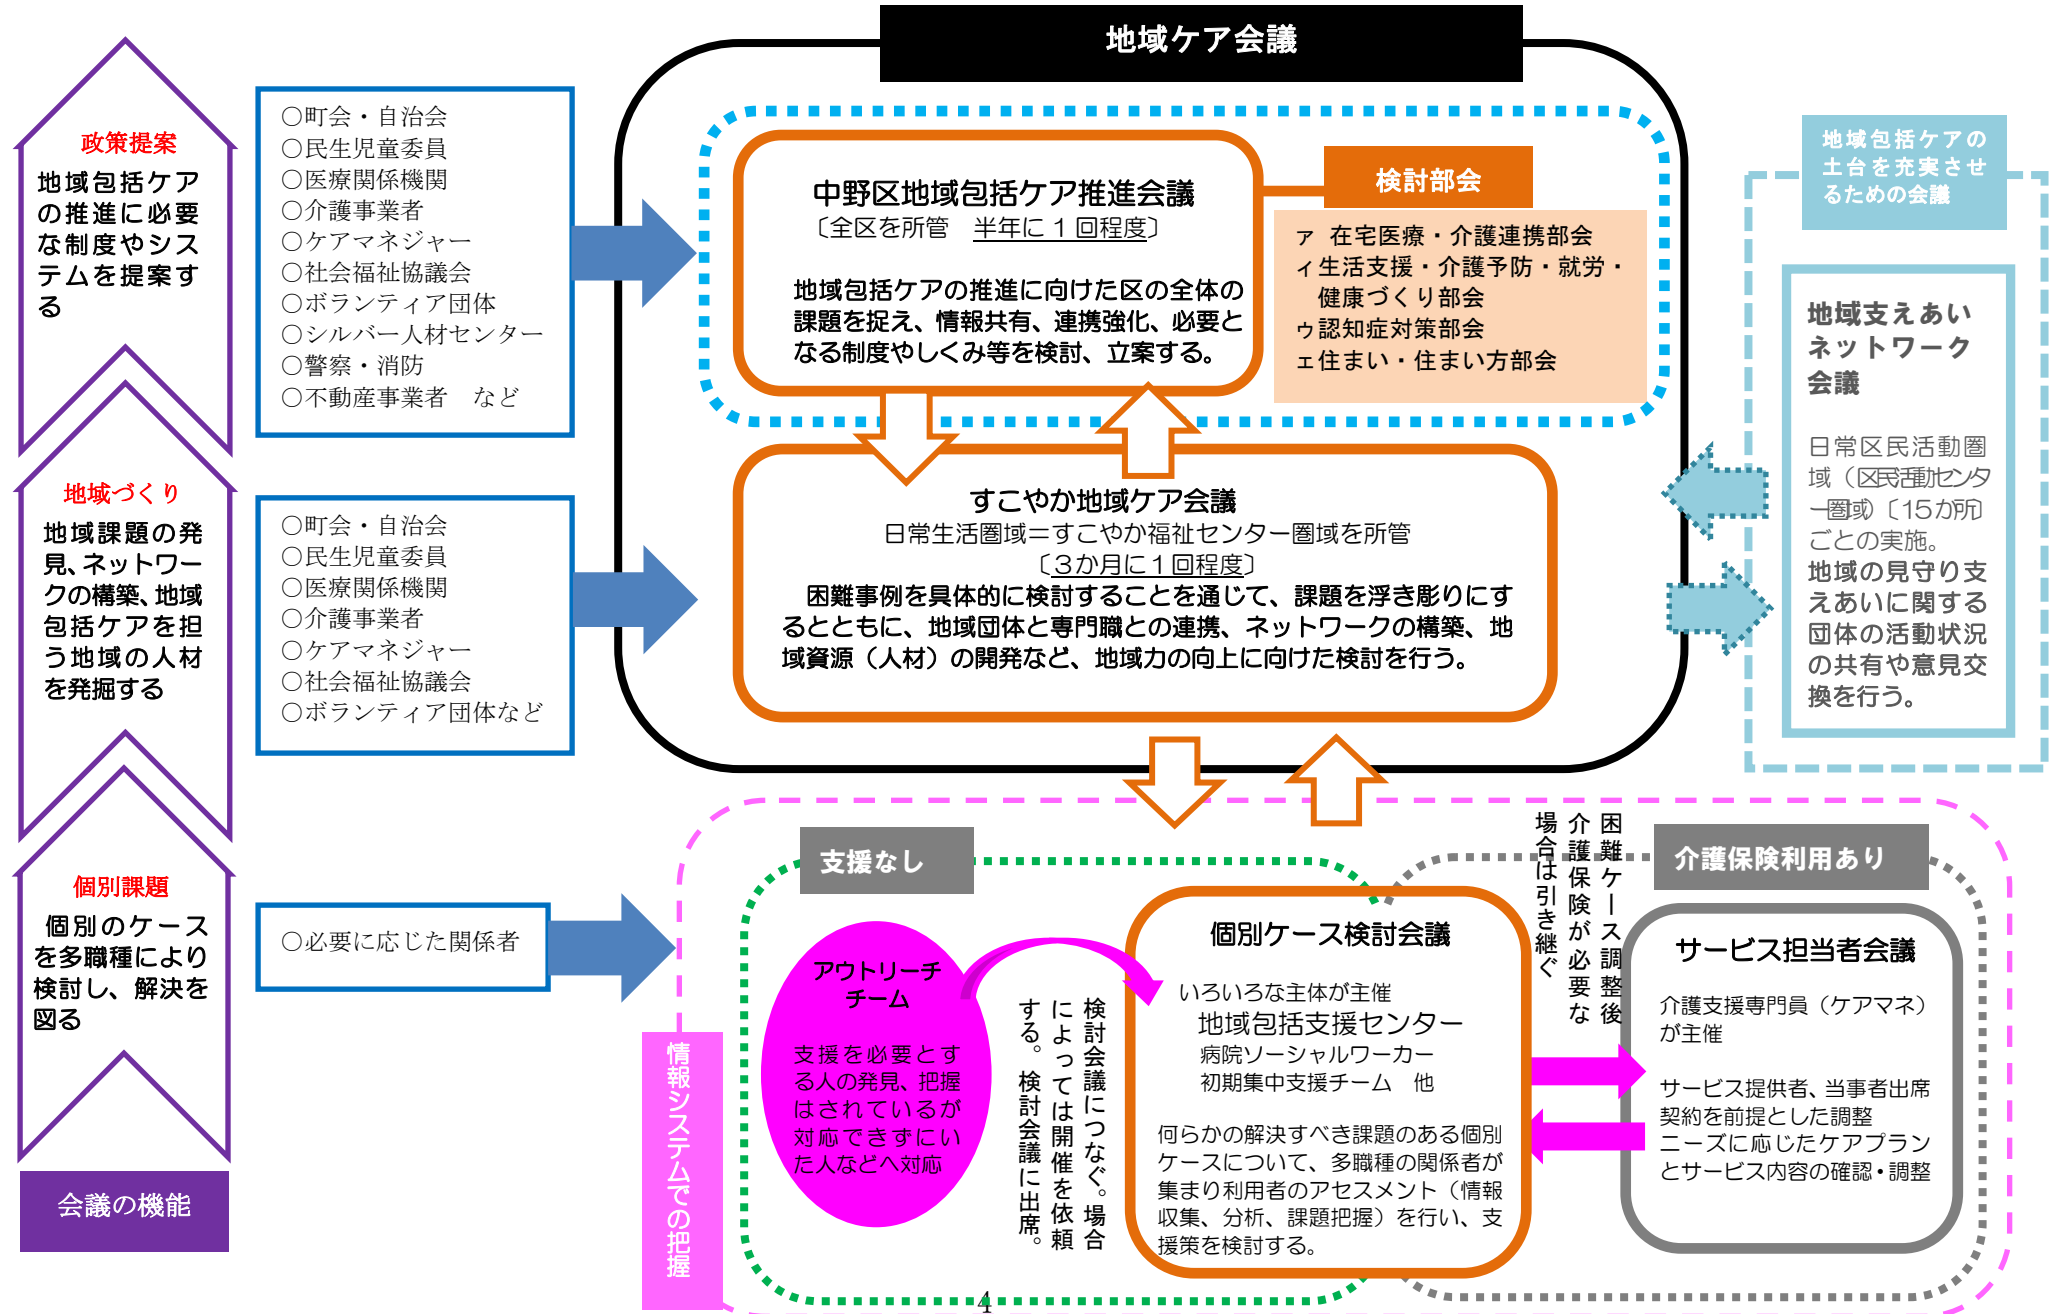 地域ケア会議
政策提案
地域包括ケア
の推進に必要
な制度やシス
テムを提案す
る
地域づくり
地域課題の発
見、ネットワー
クの構築、地域
包括ケアを担
う地域の人材
を発掘する
個別課題
個別のケース
を多職種により
検討し、解決を
図る
会議の機能
〇町会・自治会
〇民生児童委員
〇医療関係機関
〇介護事業者
〇ケアマネジャー
〇社会福祉協議会
〇ボランティア団体
〇シルバー人材センター
〇警察・消防
〇不動産事業者 など
〇町会・自治会
〇民生児童委員
〇医療関係機関
〇介護事業者
〇ケアマネジャー
〇社会福祉協議会
〇ボランティア団体など
〇必要に応じた関係者
中野区地域包括ケア推進会議
〔全区を所管 半年に1回程度〕
地域包括ケアの推進に向けた区の全体の
課題を捉え、情報共有、連携強化、必要と
なる制度やしくみ等を検討、立案する。
検討部会
ア 在宅医療・介護連携部会
ィ生活支援・介護予防・就労・
健康づくり部会
ゥ認知症対策部会
ェ住まい・住まい方部会
すこやか地域ケア会議
日常生活圏域＝すこやか福祉センター圏域を所管
〔3か月に1回程度〕
困難事例を具体的に検討することを通じて、課題を浮き彫りにす
るとともに、地域団体と専門職との連携、ネットワークの構築、地
域資源（人材）の開発など、地域力の向上に向けた検討を行う。
地域包括ケアの
土台を充実させ
るための会議
地域支えあい
ネットワーク
会議
日常区民活動圏
域（区民活動センタ
ー圏域）〔15か所〕
ごとの実施。
地域の見守り支
えあいに関する
団体の活動状況
の共有や意見交
換を行う。
情報システムでの把握
支援なし
アウトリーチ
チーム
支援を必要とす
る人の発見、把握
はされているが
対応できずにい
た人などへ対応
検討会議につなぐ。場合
によっては開催を依頼
する。検討会議に出席。
個別ケース検討会議
いろいろな主体が主催
地域包括支援センター
病院ソーシャルワーカー
初期集中支援チーム 他
何らかの解決すべき課題のある個別
ケースについて、多職種の関係者が
集まり利用者のアセスメント（情報
収集、分析、課題把握）を行い、支
援策を検討する。
困難ケース調整後
介護保険が必要な
場合は引き継ぐ
介護保険利用あり
サービス担当者会議
介護支援専門員（ケアマネ）
が主催
サービス提供者、当事者出席
契約を前提とした調整
ニーズに応じたケアプラン
とサービス内容の確認・調整
4